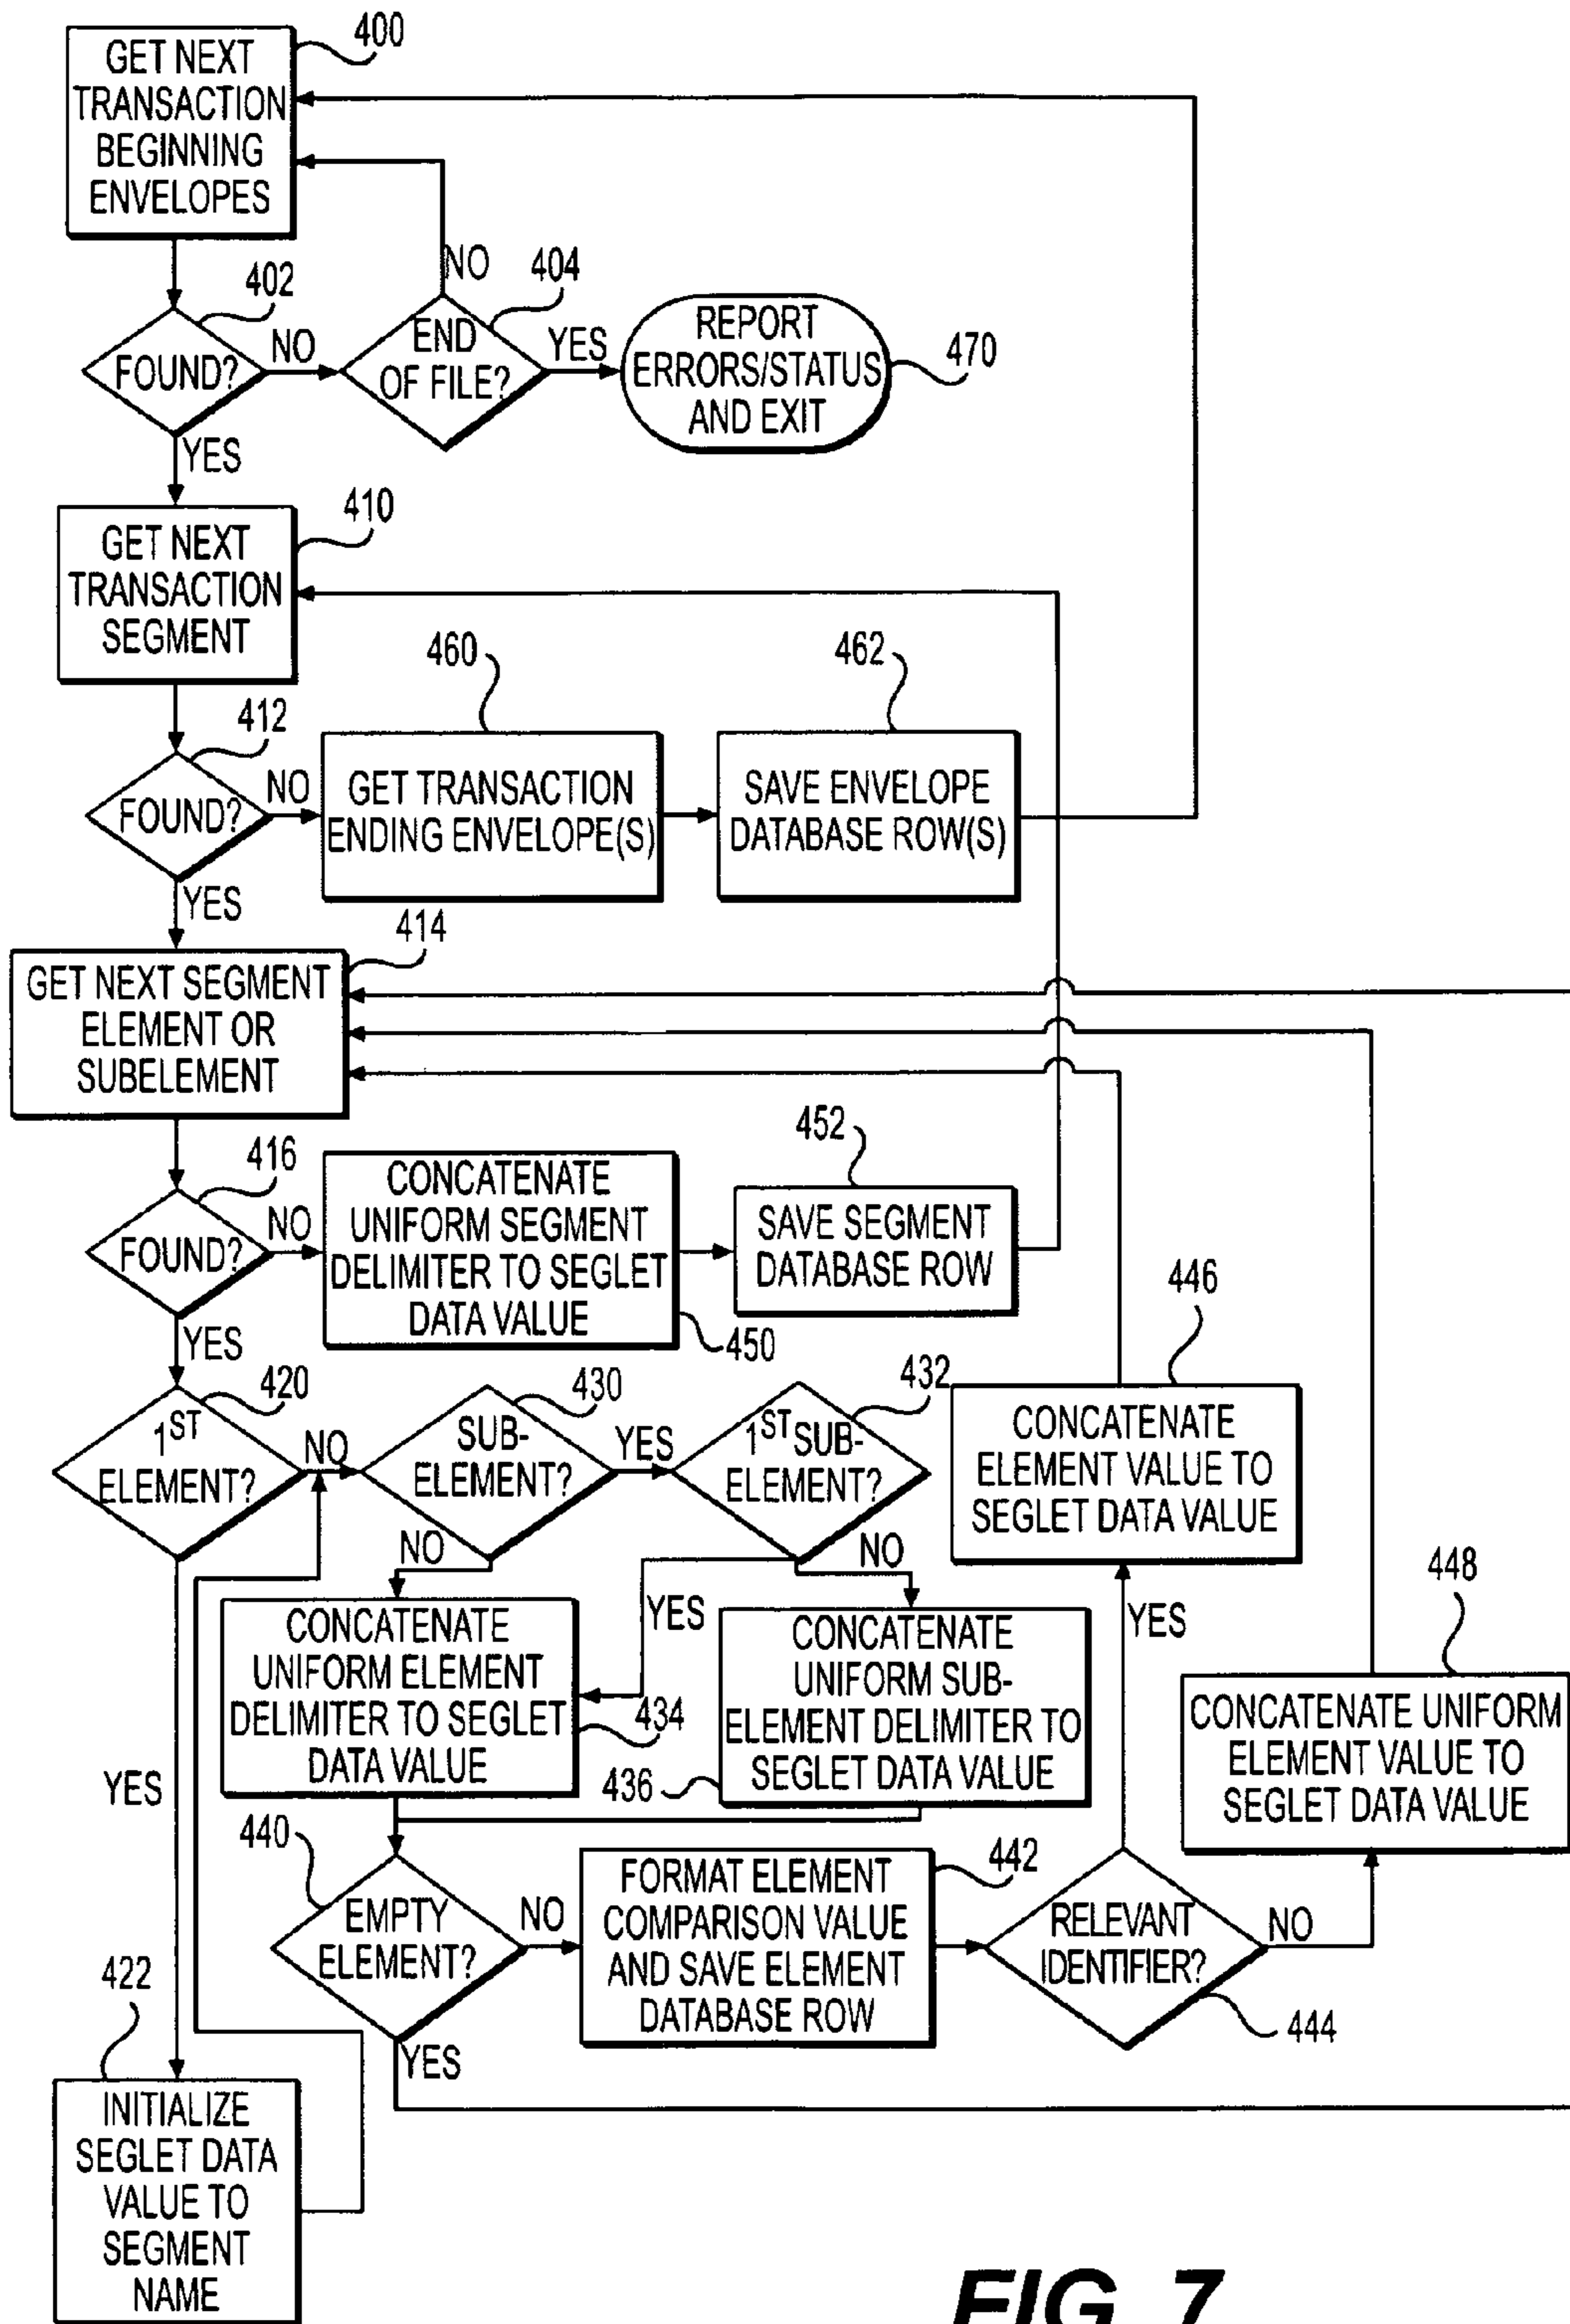 400
GET NEXT
TRANSACTION
BEGINNING
ENVELOPES
NO
404
402
FOUND?
NO
END
OF FILE?
YES
REPORT
ERRORS/STATUS
AND EXIT
470
YES
410
GET NEXT
TRANSACTION
SEGMENT
460
462
412
FOUND?
NO
GET TRANSACTION
ENDING ENVELOPE(S)
SAVE ENVELOPE
DATABASE ROW(S)
YES
414
GET NEXT SEGMENT
ELEMENT OR
SUBELEMENT
452
416
FOUND?
NO
CONCATENATE
UNIFORM SEGMENT
DELIMITER TO SEGLET
DATA VALUE
450
SAVE SEGMENT
DATABASE ROW
446
YES
420
430
432
1ST
ELEMENT?
NO
SUB-
ELEMENT?
YES
1ST SUB-
ELEMENT?
CONCATENATE
ELEMENT VALUE TO
SEGLET DATA VALUE
NO
NO
YES
YES
448
CONCATENATE
UNIFORM ELEMENT
DELIMITER TO SEGLET
DATA VALUE
434
CONCATENATE
UNIFORM SUB-
ELEMENT DELIMITER TO
SEGLET DATA VALUE
436
CONCATENATE UNIFORM
ELEMENT VALUE TO
SEGLET DATA VALUE
YES
440
EMPTY
ELEMENT?
NO
442
FORMAT ELEMENT
COMPARISON VALUE
AND SAVE ELEMENT
DATABASE ROW
RELEVANT
IDENTIFIER?
NO
444
YES
422
INITIALIZE
SEGLET DATA
VALUE TO
SEGMENT
NAME
FIG. 7